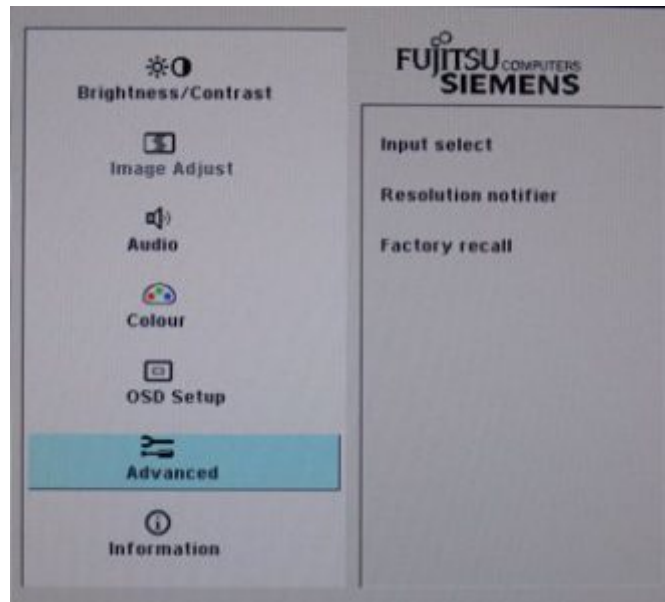 Brightness/Contrast
Image Adjust
Audio
Colour
OSD Setup
Advanced
Information
FUJITSU COMPUTERS
SIEMENS
Input select
Resolution notifier
Factory recall